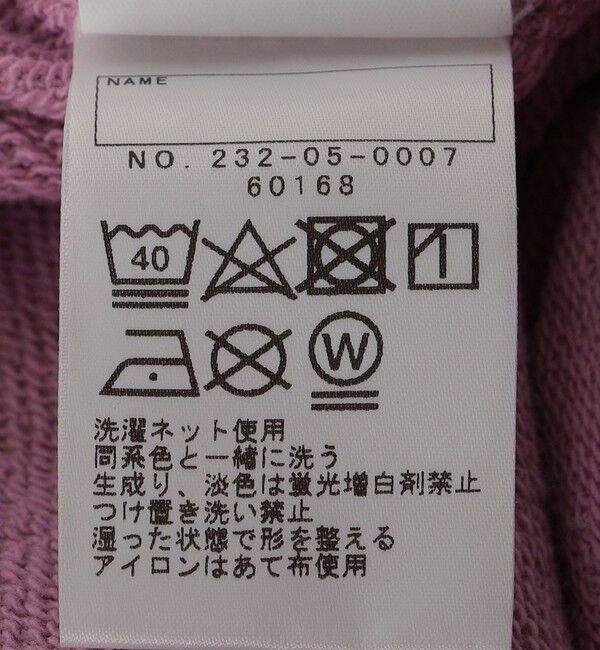 NAME
NO. 232-05-0007
60168
40
W
洗濯ネット使用
同系色と一緒に洗う
生成り、淡色は蛍光増白剤禁止
つけ置き洗い禁止
湿った状態で形を整える
アイロンはあて布使用